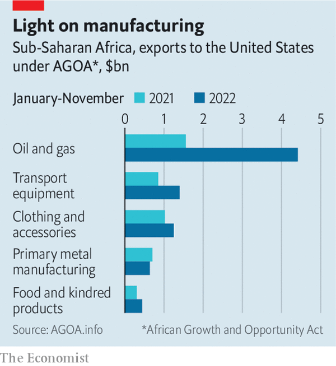 Light on manufacturing
Sub-Saharan Africa, exports to the United States
under AGOA*, $bn
January-November 2021 2022
0 1 2 3 4 5
Oil and gas
Transport
equipment
Clothing and
accessories
Primary metal
manufacturing
Food and kindred
products
Source: AGOA.info *African Growth and Opportunity Act
The Economist